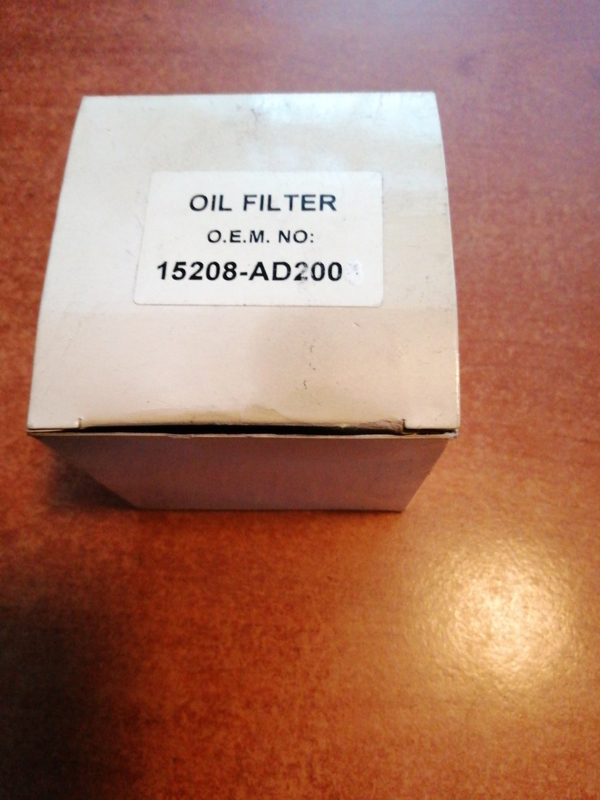 OIL FILTER
O.E.M. NO:
15208-AD200